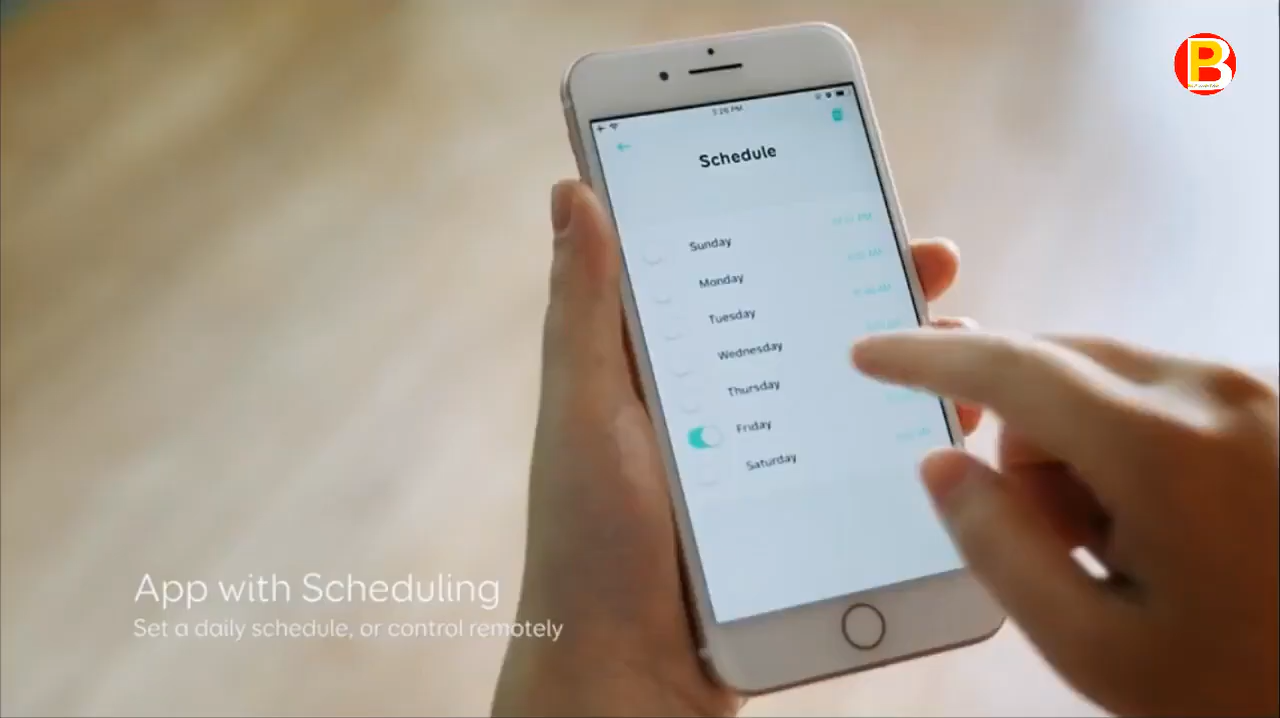 Schedule
Sunday
Monday
Tuesday
Wednesday
Thursday
Friday
Saturday
App with Scheduling
Set a daily schedule, or control remotely